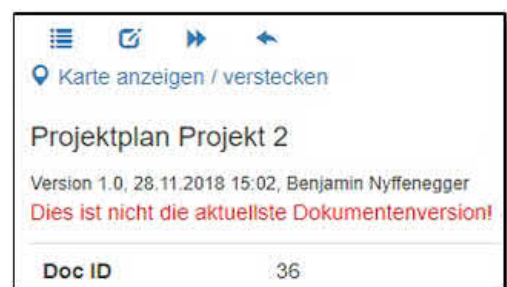 Karte anzeigen / verstecken
Projektplan Projekt 2
Version 1.0, 28.11.2018 15:02, Benjamin Nyffenegger
Dies ist nicht die aktuellste Dokumentenversion!
Doc ID 36